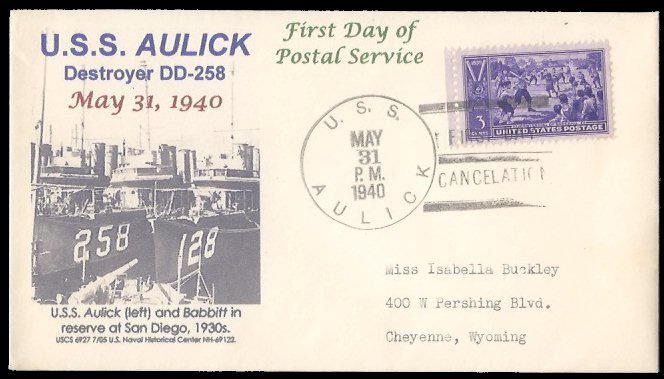 U.S.S. AULICK
Destroyer DD-258
May 31, 1940
First Day of
Postal Service
U. S. S.
MAY
31
P.M.
1940
AULICK
CANCELATION
3
CENTS
UNITED STATES POSTAGE
258
128
U.S.S. Aulick (left) and Babbitt in
reserve at San Diego, 1930s.
USCS 6927 7/05 U.S. Naval Historical Center NH-69122.
Miss Isabella Buckley
400 W Pershing Blvd.
Cheyenne, Wyoming